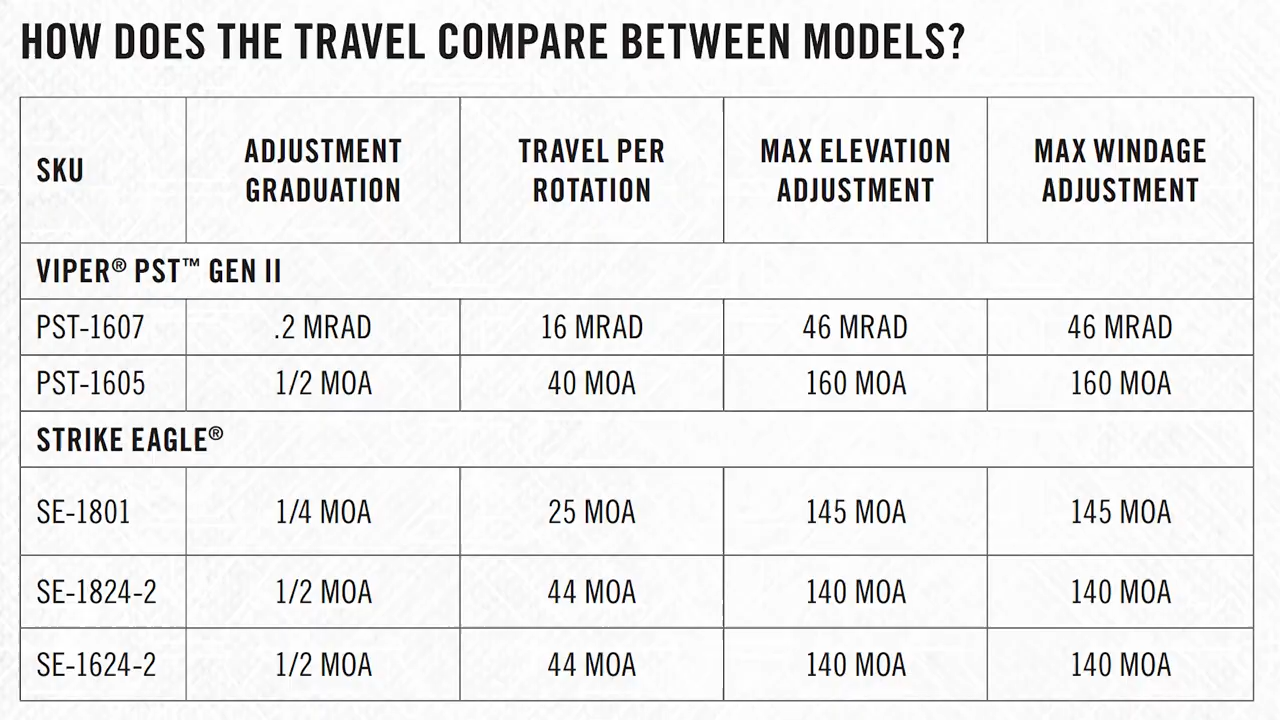 HOW DOES THE TRAVEL COMPARE BETWEEN MODELS?
SKU
ADJUSTMENT
GRADUATION
TRAVEL PER
ROTATION
MAX ELEVATION
ADJUSTMENT
MAX WINDAGE
ADJUSTMENT
VIPER® PST™ GEN II
PST-1607 .2 MRAD 16 MRAD 46 MRAD 46 MRAD
PST-1605 1/2 MOA 40 MOA 160 MOA 160 MOA
STRIKE EAGLE®
SE-1801 1/4 MOA 25 MOA 145 MOA 145 MOA
SE-1824-2 1/2 MOA 44 MOA 140 MOA 140 MOA
SE-1624-2 1/2 MOA 44 MOA 140 MOA 140 MOA